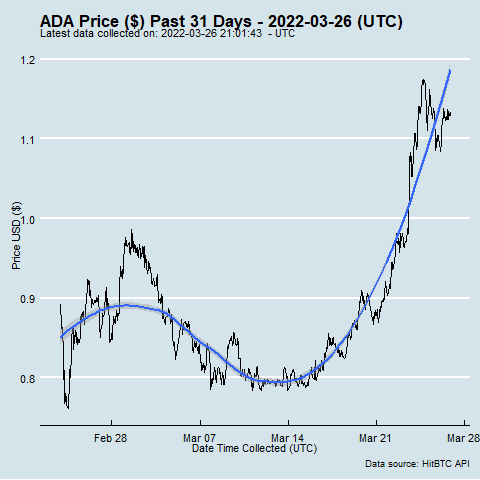 ADA Price ($) Past 31 Days - 2022-03-26 (UTC)
Latest data collected on: 2022-03-26 21:01:43 - UTC
1.2
1.1
1.0
0.9
0.8
Price USD ($)
Feb 28
Mar 07
Mar 14
Mar 21
Mar 28
Date Time Collected (UTC)
Data source: HitBTC API